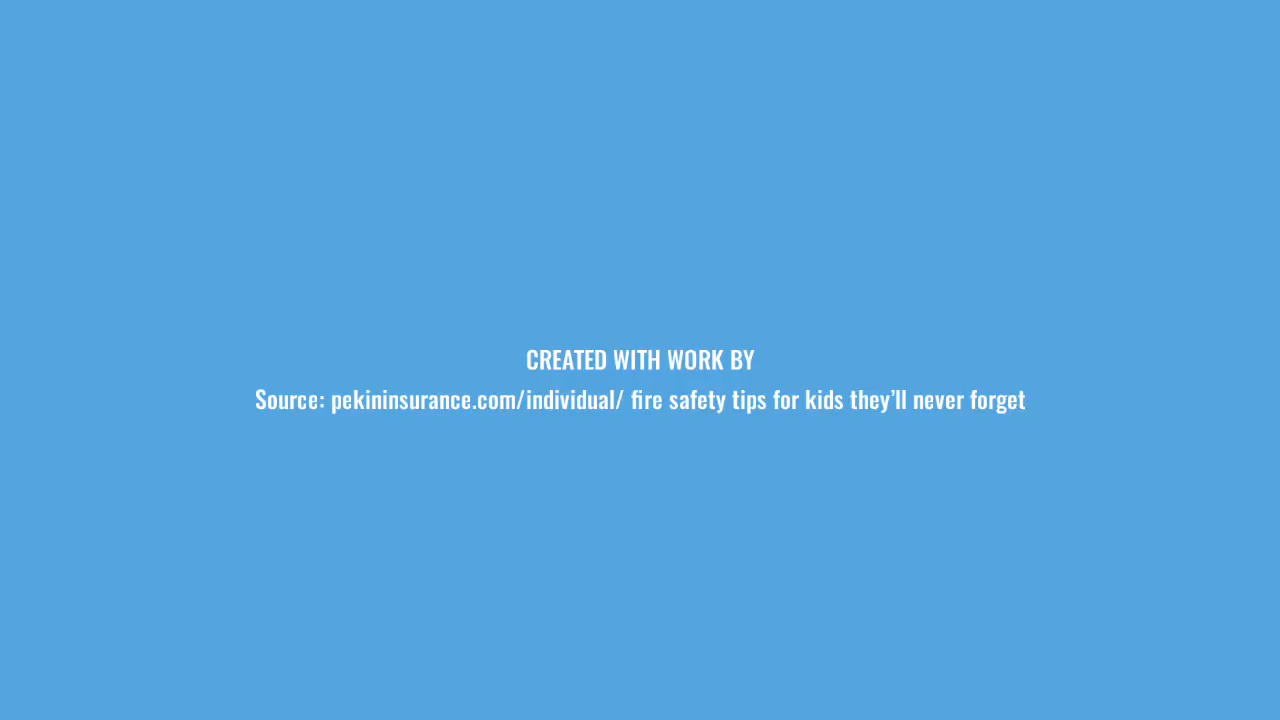 CREATED WITH WORK BY
Source: pekininsurance.com/individual/ fire safety tips for kids they’ll never forget